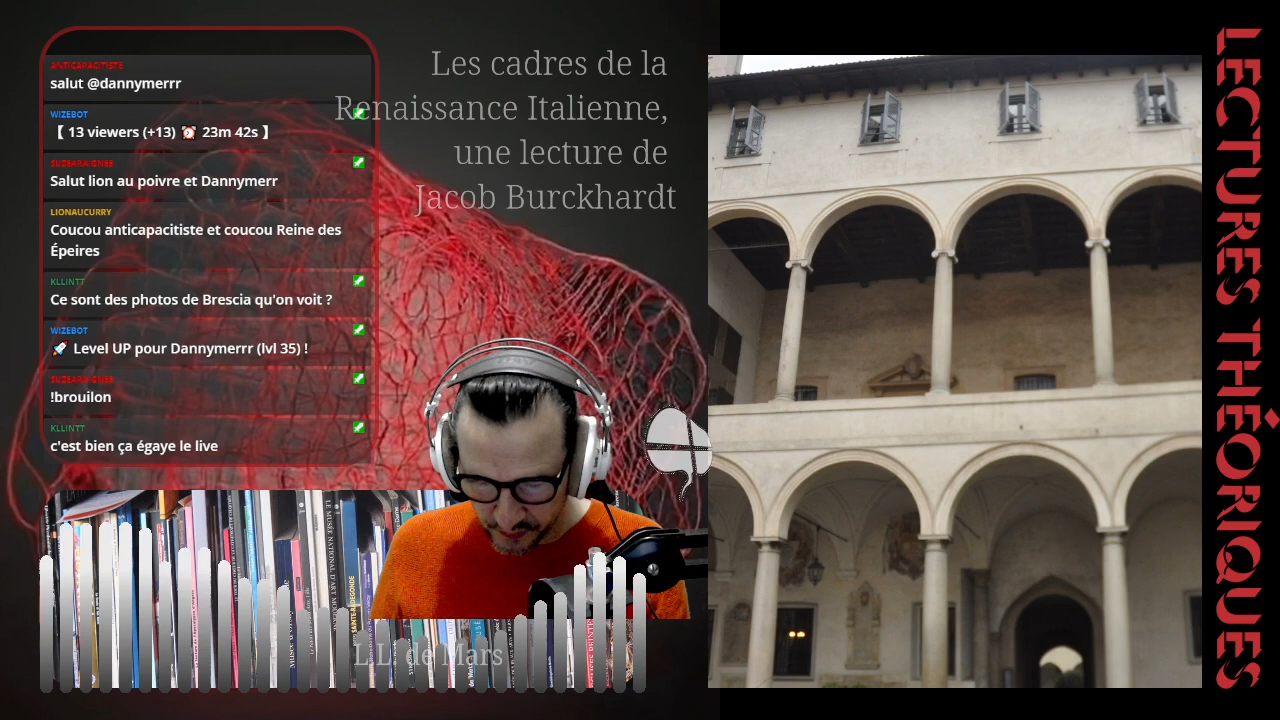 ANTICAPACITISTE
salut @dannymerrr
WIZEBOT
【 13 viewers (+13) ⏰ 23m 42s 】
SUZEARAIGNEE
Salut lion au poivre et Dannymerr
LIONAUCURRY
Coucou anticapacitiste et coucou Reine des
Épeires
KLLINTT
Ce sont des photos de Brescia qu'on voit ?
WIZEBOT
🚀 Level UP pour Dannymerrr (lvl 35) !
SUZEARAIGNEE
!brouilon
KLLINTT
c'est bien ça égaye le live
Les cadres de la
Renaissance Italienne,
une lecture de
Jacob Burckhardt
L.L. de Mars
LECTURES THÉORIQUES